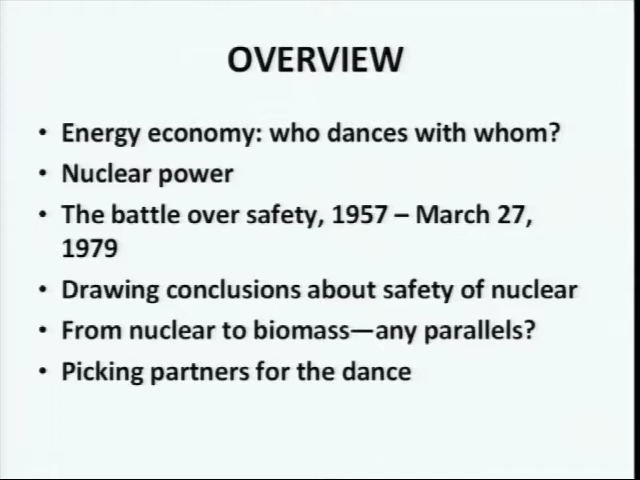 OVERVIEW
• Energy economy: who dances with whom?
• Nuclear power
• The battle over safety, 1957 – March 27,
1979
• Drawing conclusions about safety of nuclear
• From nuclear to biomass—any parallels?
• Picking partners for the dance